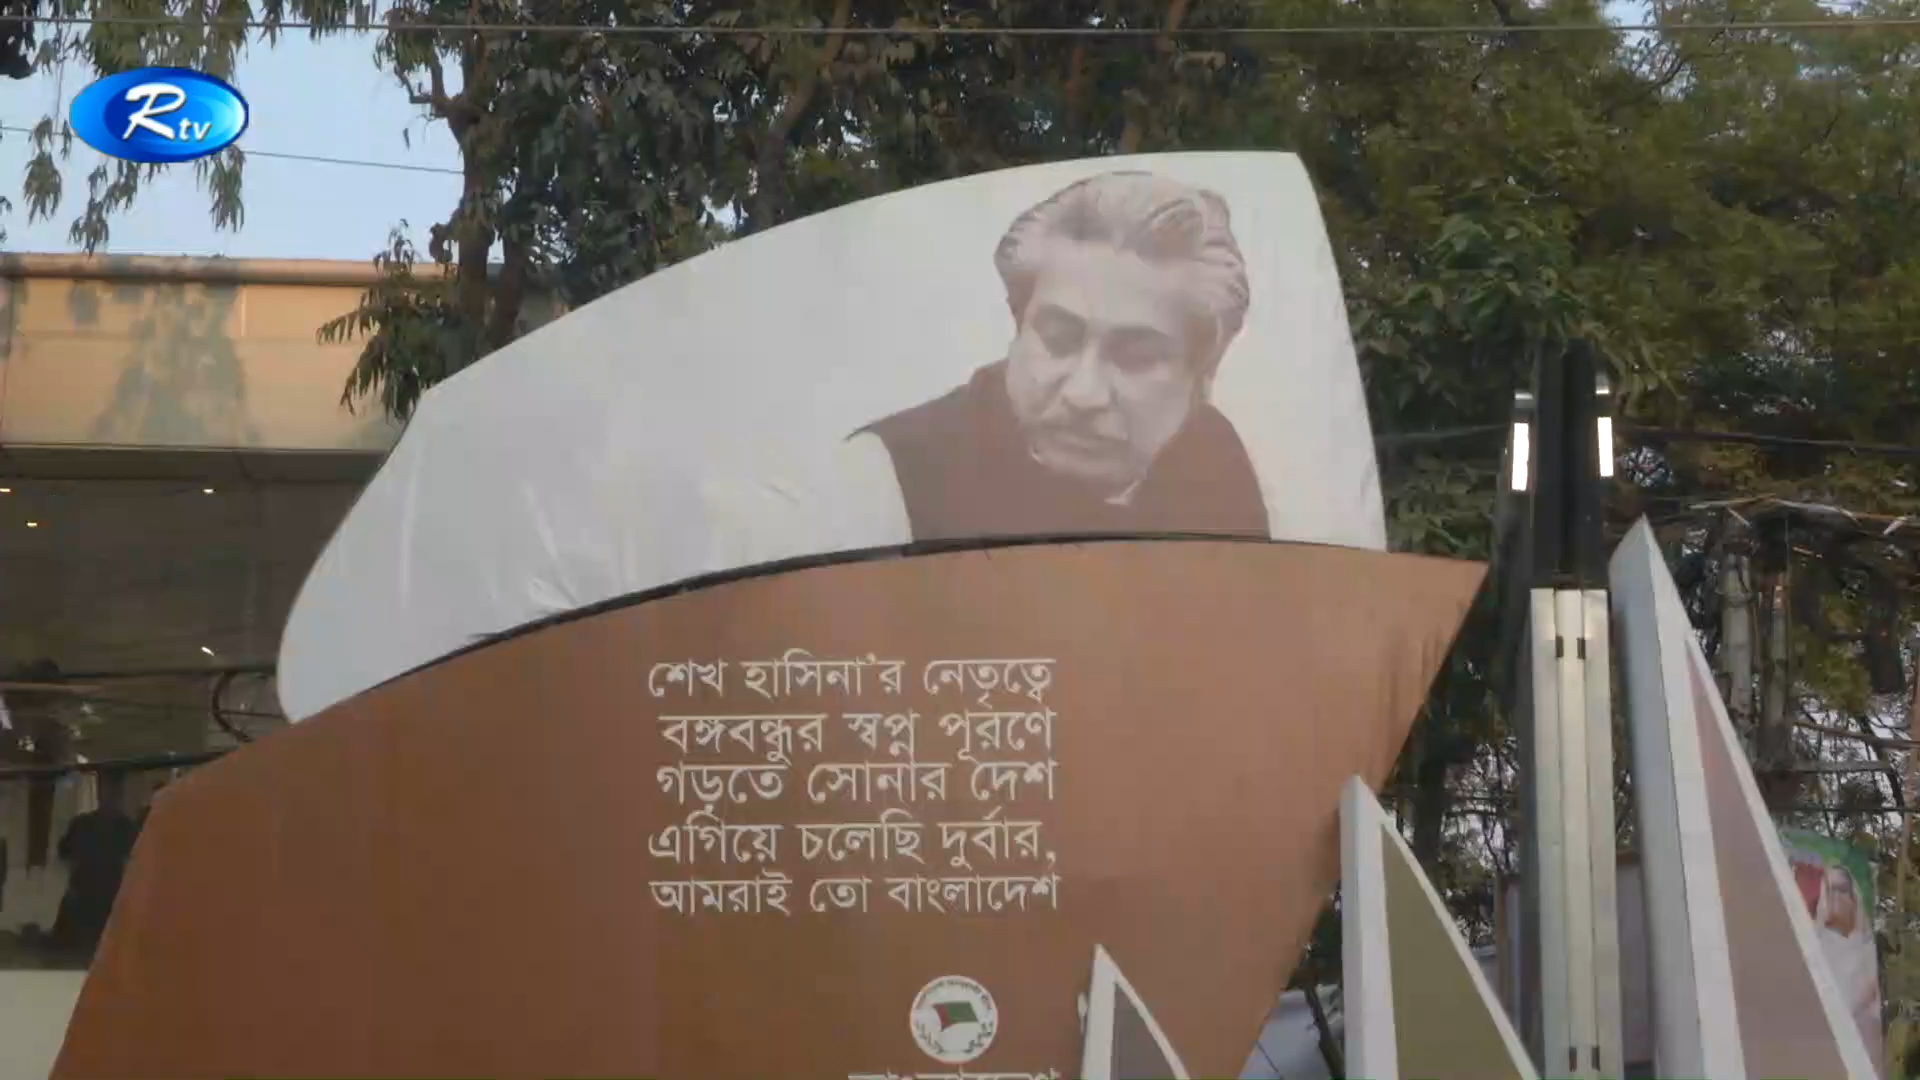 Rtv
শেখ হাসিনা'র নেতৃত্বে
বঙ্গবন্ধুর স্বপ্ন পূরণে
গড়তে সোনার দেশ
এগিয়ে চলেছি দুর্বার,
আমরাই তো বাংলাদেশ